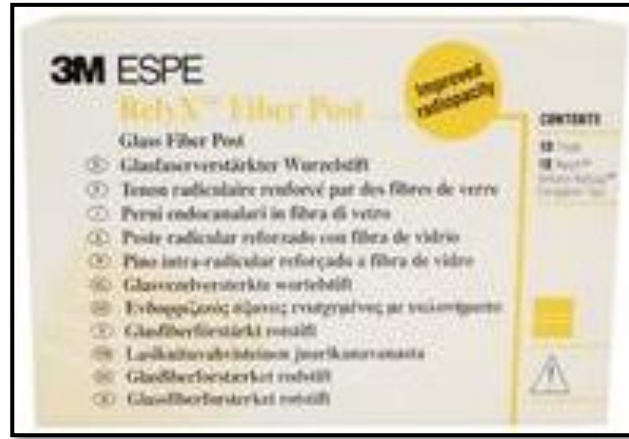 3M ESPE
RelyX™ Fiber Post
Improved radiopacity
Glass Fiber Post
Glasfaserverstärkter Wurzelstift
Tenon radiculaire renforcé par des fibres de verre
Perni endocanalari in fibra di vetro
Poste radicular reforzado con fibra de vidrio
Pino intra-radicular reforçado a fibra de vidro
Glasvezelversterkte wortelstift
Glasfiberförstärkt rotstift
Glasfiberforstærket rodstift
Glassfiberforsterket rotstift
CONTENTS
10
10